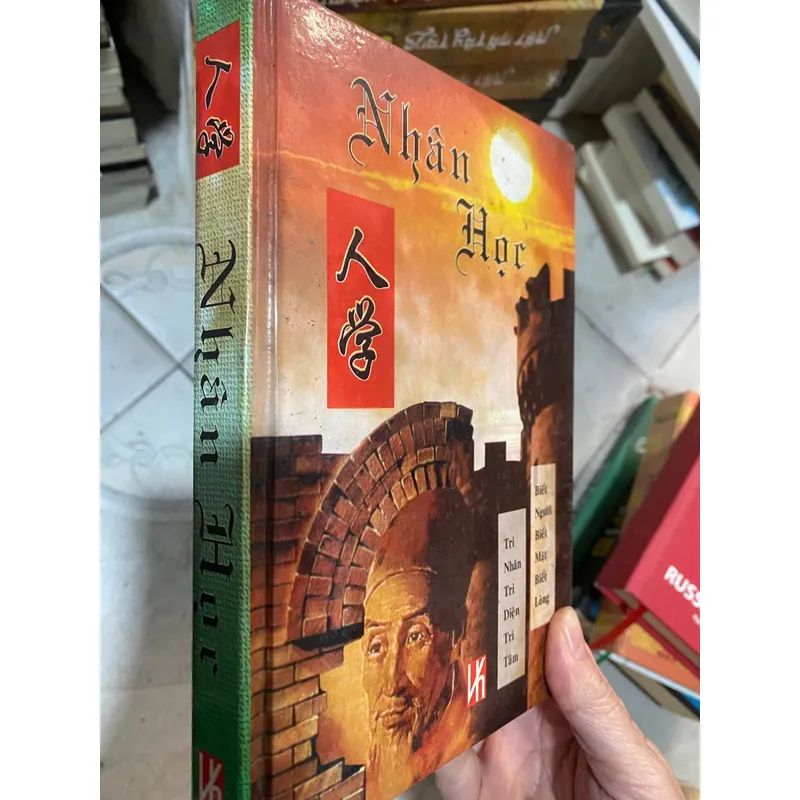 人学
Nhân Học
Nhân
Học
人
学
Tri
Nhân
Tri
Diện
Tri
Tâm
Biết
Người
Biết
Mặt
Biết
Lòng
RUSS